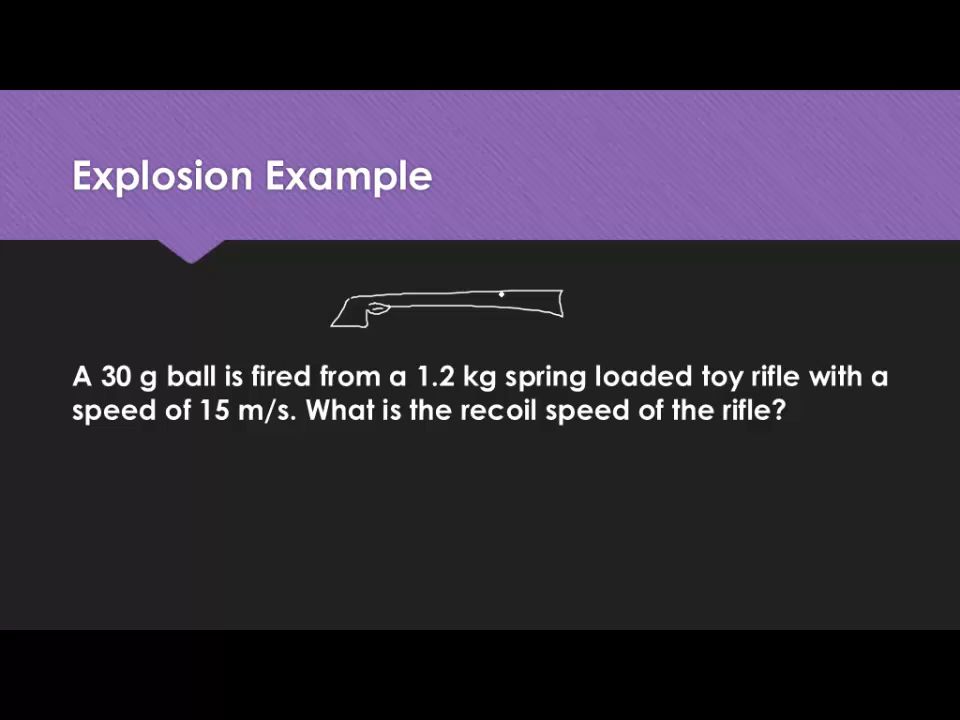 Explosion Example
A 30 g ball is fired from a 1.2 kg spring loaded toy rifle with a
speed of 15 m/s. What is the recoil speed of the rifle?